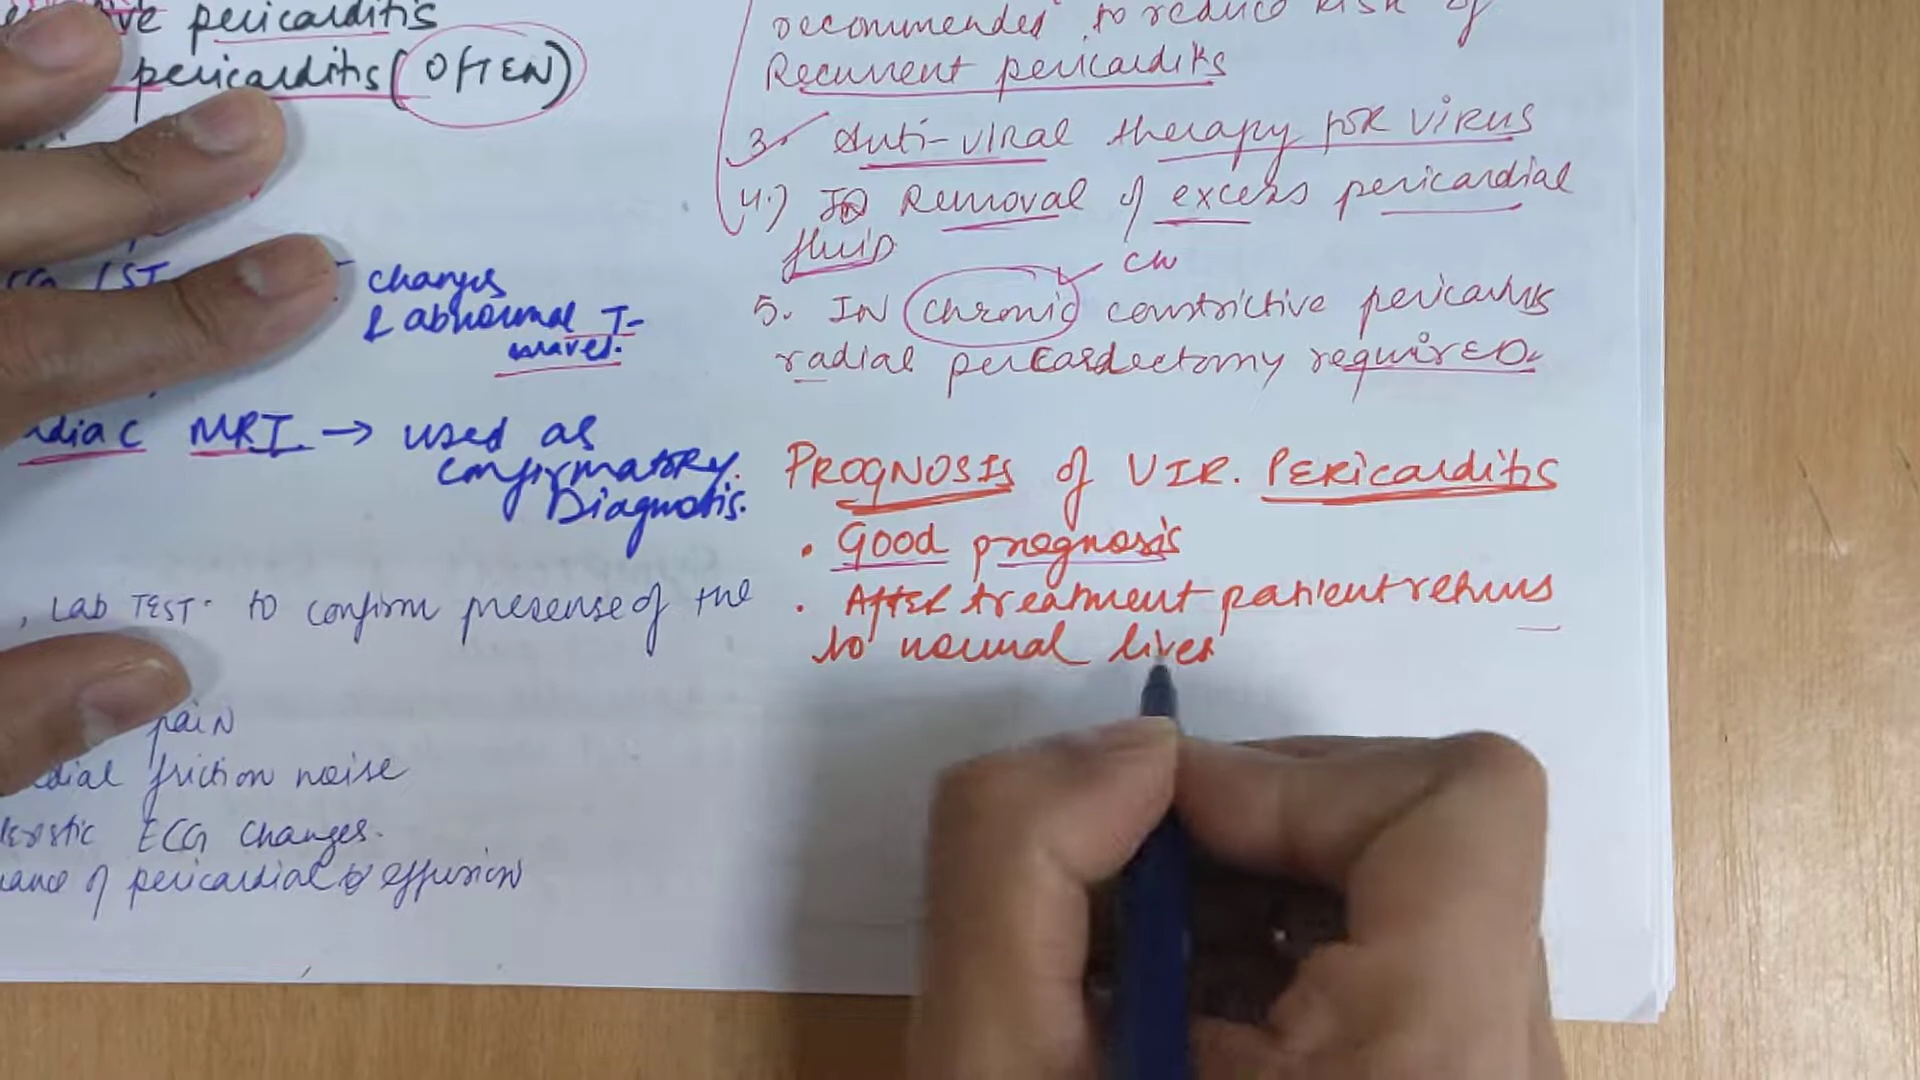 ve pericarditis
pericarditis (OFTEN)
changes
& abnormal T-
waves.
MRI → used as
confirmatory.
Diagnosis.
, LAB TEST. to confirm presense of the
pain
friction noise
ECG changes.
of pericardial effusion
recommended to reduce risk of
Recurrent pericarditis
3. Anti-viral therapy for virus
4.) Removal of excess pericardial
fluid
5. IN chronic constrictive pericarditis
radial pericardectomy required.
PROGNOSIS of VIR. PERICARDITIS
• Good prognosis
• AFTER treatment patient returns
to normal lives